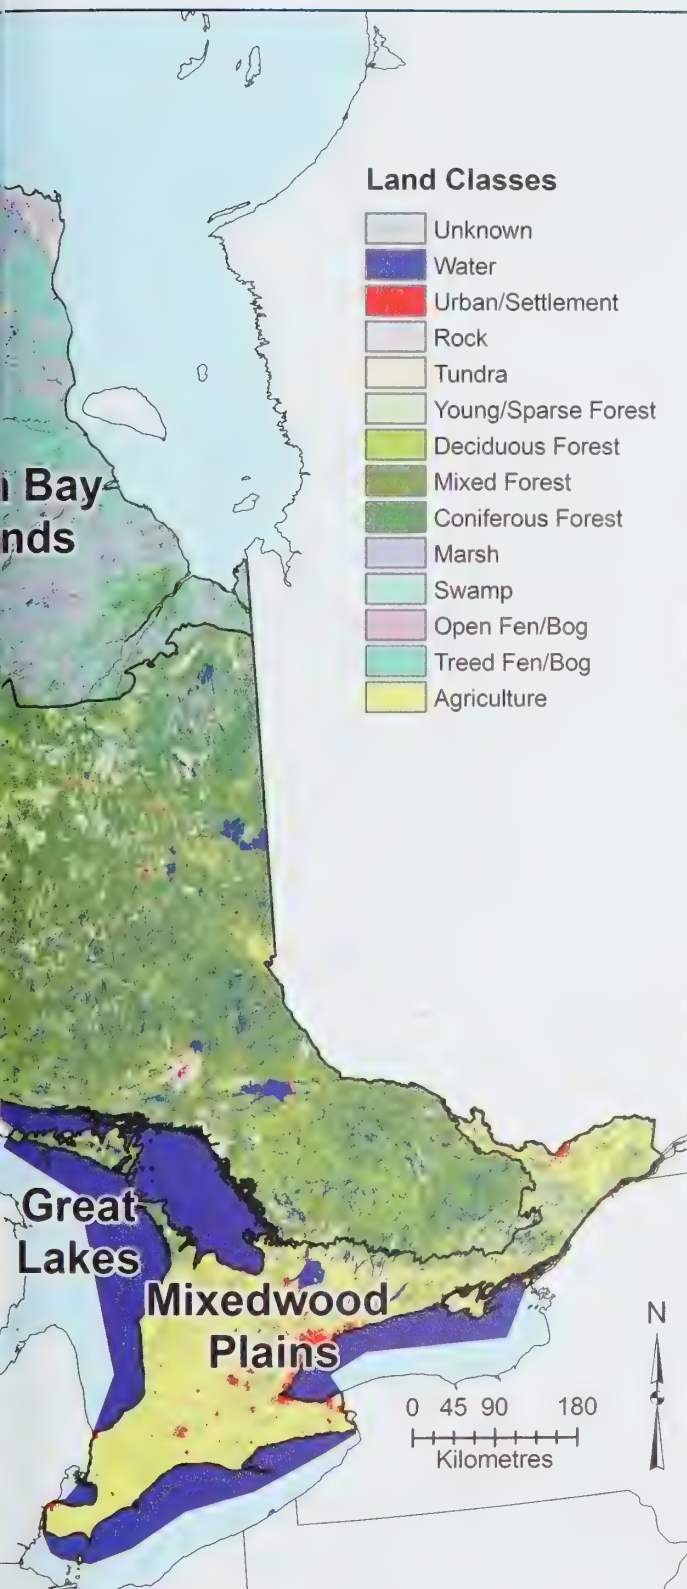 Land Classes
Unknown
Water
Urban/Settlement
Rock
Tundra
Young/Sparse Forest
Deciduous Forest
Mixed Forest
Coniferous Forest
Marsh
Swamp
Open Fen/Bog
Treed Fen/Bog
Agriculture
Bay
nds
Great
Lakes
Mixedwood
Plains
N
0 45 90 180
Kilometres